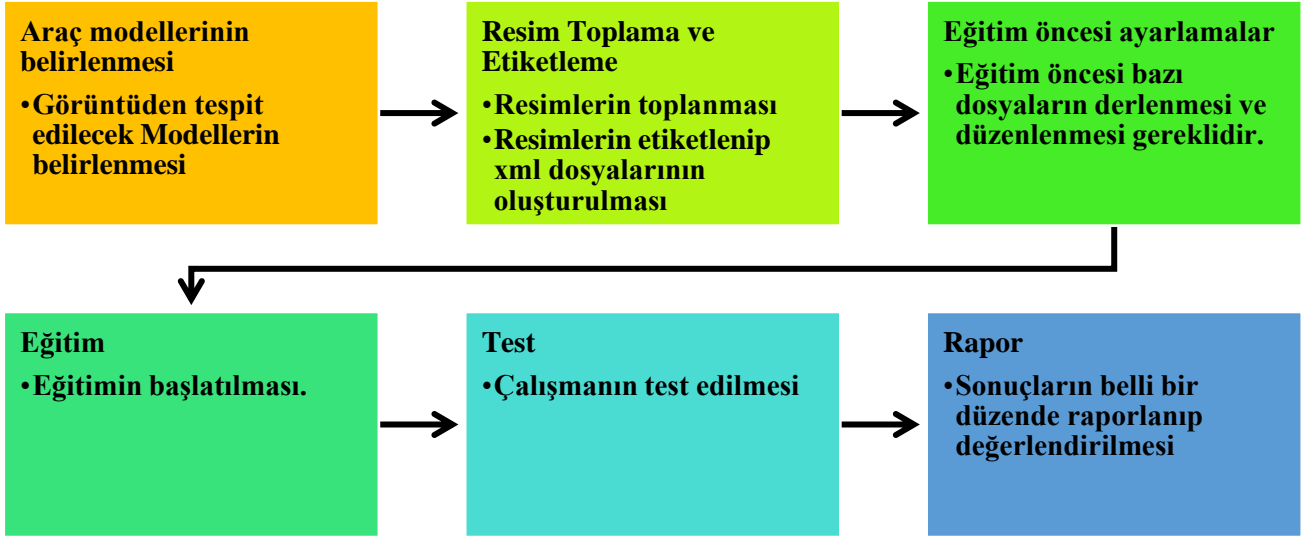 Araç modellerinin
belirlenmesi
•Görüntüden tespit
edilecek Modellerin
belirlenmesi
Resim Toplama ve
Etiketleme
•Resimlerin toplanması
•Resimlerin etiketlenip
xml dosyalarının
oluşturulması
Eğitim öncesi ayarlamalar
•Eğitim öncesi bazı
dosyaların derlenmesi ve
düzenlenmesi gereklidir.
Eğitim
•Eğitimin başlatılması.
Test
•Çalışmanın test edilmesi
Rapor
•Sonuçların belli bir
düzende raporlanıp
değerlendirilmesi